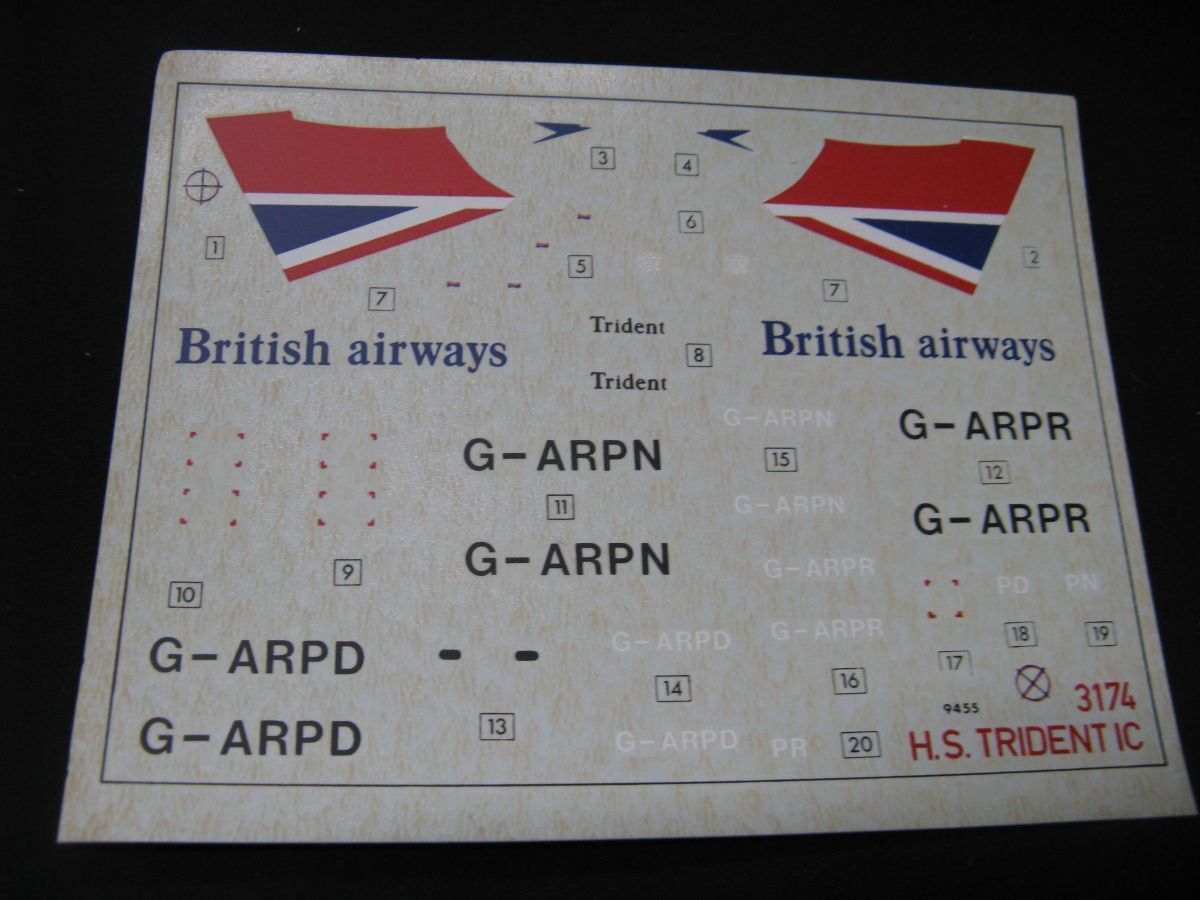 3
4
6
1
5
2
7
7
British airways
Trident
8
British airways
Trident
G-ARPN
G-ARPR
G-ARPN
15
12
11
G-ARPN
G-ARPR
G-ARPN
9
G-ARPR
10
PD
PN
G-ARPD
G-ARPD
G-ARPR
18
19
17
14
16
9455
3174
G-ARPD
13
G-ARPD
PR
20
H.S. TRIDENT IC